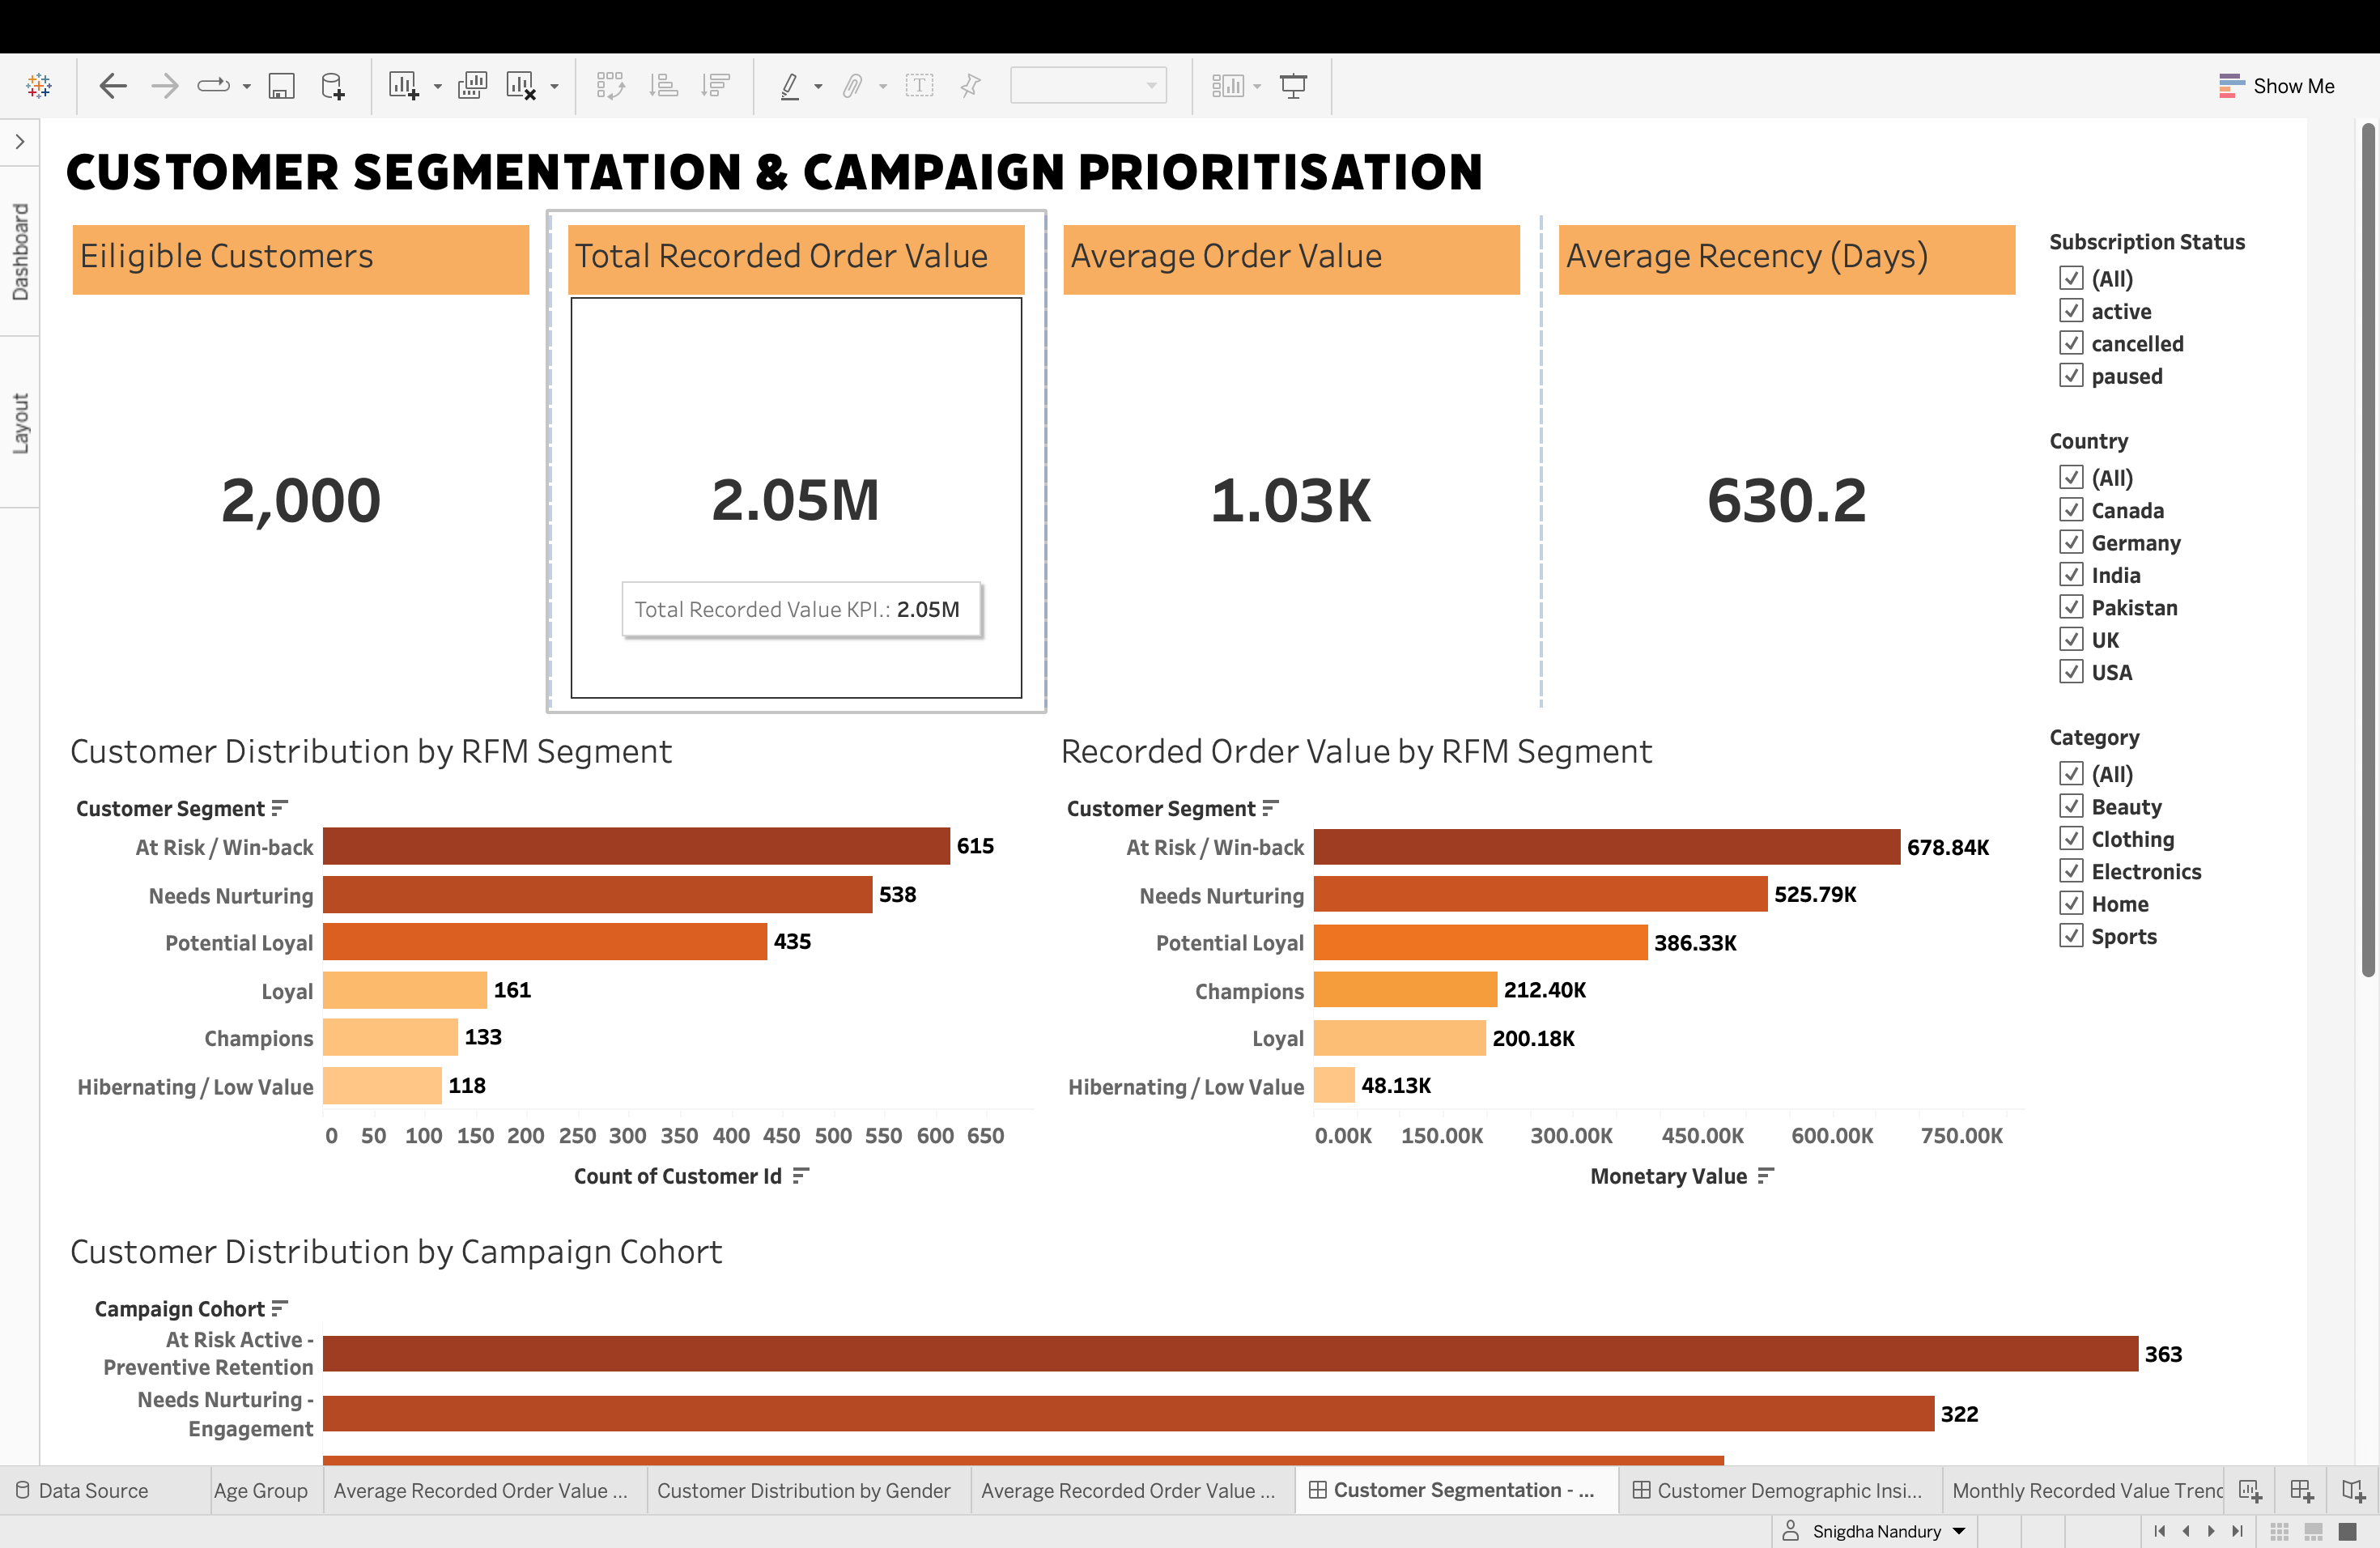 Show Me
Dashboard
Layout
CUSTOMER SEGMENTATION & CAMPAIGN PRIORITISATION
Eiligible Customers
Total Recorded Order Value
Average Order Value
Average Recency (Days)
2,000
2.05M
1.03K
630.2
Total Recorded Value KPI.: 2.05M
Subscription Status
(All)
active
cancelled
paused
Country
(All)
Canada
Germany
India
Pakistan
UK
USA
Category
(All)
Beauty
Clothing
Electronics
Home
Sports
Customer Distribution by RFM Segment
Customer Segment
At Risk / Win-back 615
Needs Nurturing 538
Potential Loyal 435
Loyal 161
Champions 133
Hibernating / Low Value 118
0 50 100 150 200 250 300 350 400 450 500 550 600 650
Count of Customer Id
Recorded Order Value by RFM Segment
Customer Segment
At Risk / Win-back 678.84K
Needs Nurturing 525.79K
Potential Loyal 386.33K
Champions 212.40K
Loyal 200.18K
Hibernating / Low Value 48.13K
0.00K 150.00K 300.00K 450.00K 600.00K 750.00K
Monetary Value
Customer Distribution by Campaign Cohort
Campaign Cohort
At Risk Active -
Preventive Retention 363
Needs Nurturing -
Engagement 322
Data Source
Age Group
Average Recorded Order Value ...
Customer Distribution by Gender
Average Recorded Order Value ...
Customer Segmentation - ...
Customer Demographic Insi...
Monthly Recorded Value Trend
Snigdha Nandury